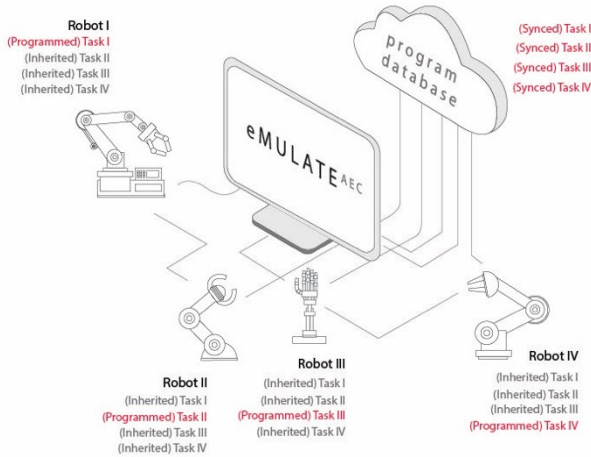 Robot I
(Programmed) Task I
(Inherited) Task II
(Inherited) Task III
(Inherited) Task IV
program
database
(Synced) Task I
(Synced) Task II
(Synced) Task III
(Synced) Task IV
eMULATE AEC
Robot II
(Inherited) Task I
(Programmed) Task II
(Inherited) Task III
(Inherited) Task IV
Robot III
(Inherited) Task I
(Inherited) Task II
(Programmed) Task III
(Inherited) Task IV
Robot IV
(Inherited) Task I
(Inherited) Task II
(Inherited) Task III
(Programmed) Task IV